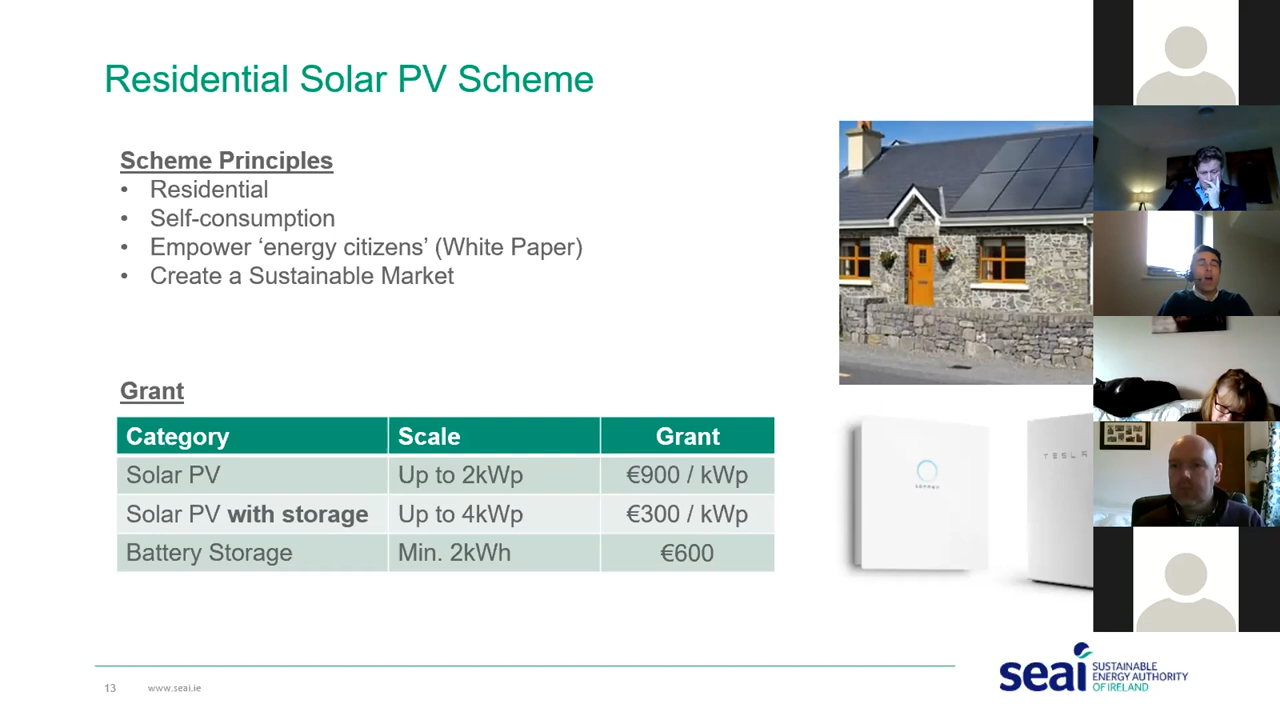 Residential Solar PV Scheme
Scheme Principles
• Residential
• Self-consumption
• Empower ‘energy citizens’ (White Paper)
• Create a Sustainable Market
Grant
Category Scale Grant
Solar PV Up to 2kWp €900 / kWp
Solar PV with storage Up to 4kWp €300 / kWp
Battery Storage Min. 2kWh €600
sonnen
TESLA
13 www.seai.ie
seai SUSTAINABLE
ENERGY AUTHORITY
OF IRELAND